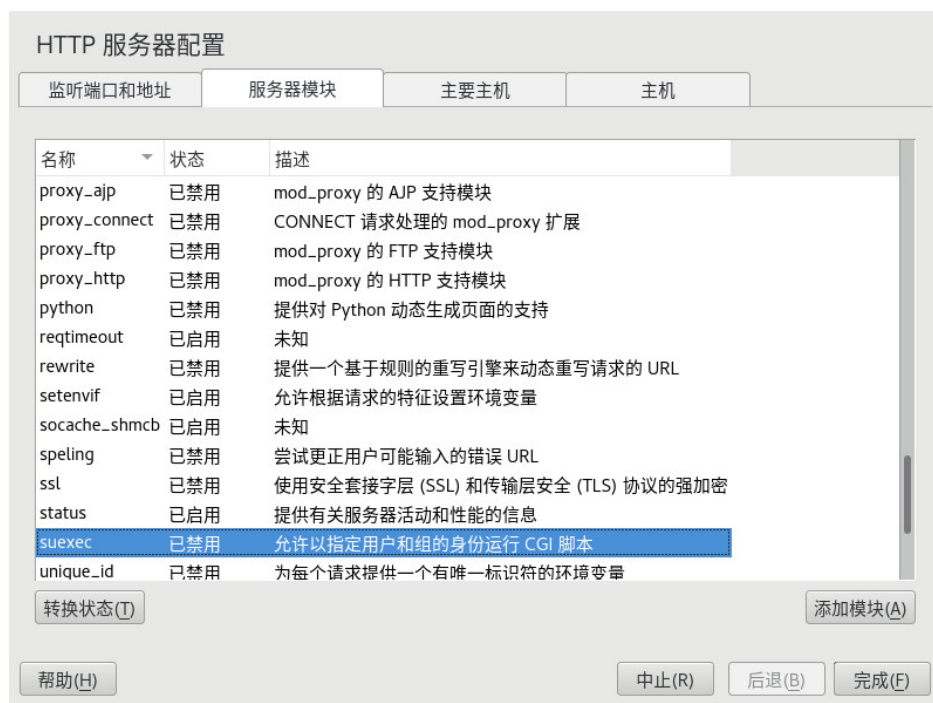 HTTP 服务器配置
监听端口和地址 服务器模块 主要主机 主机
名称 状态 描述
proxy_ajp 已禁用 mod_proxy 的 AJP 支持模块
proxy_connect 已禁用 CONNECT 请求处理的 mod_proxy 扩展
proxy_ftp 已禁用 mod_proxy 的 FTP 支持模块
proxy_http 已禁用 mod_proxy 的 HTTP 支持模块
python 已禁用 提供对 Python 动态生成页面的支持
reqtimeout 已启用 未知
rewrite 已禁用 提供一个基于规则的重写引擎来动态重写请求的 URL
setenvif 已启用 允许根据请求的特征设置环境变量
socache_shmcb 已启用 未知
speling 已禁用 尝试更正用户可能输入的错误 URL
ssl 已禁用 使用安全套接字层 (SSL) 和传输层安全 (TLS) 协议的强加密
status 已启用 提供有关服务器活动和性能的信息
suexec 已禁用 允许以指定用户和组的身份运行 CGI 脚本
unique_id 已禁用 为每个请求提供一个有唯一标识符的环境变量
转换状态(T) 添加模块(A)
帮助(H) 中止(R) 后退(B) 完成(F)